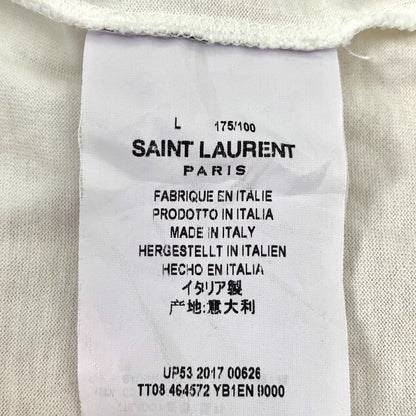 L 175/100
SAINT LAURENT
PARIS
FABRIQUE EN ITALIE
PRODOTTO IN ITALIA
MADE IN ITALY
HERGESTELLT IN ITALIEN
HECHO EN ITALIA
イタリア製
产地:意大利
UP53 2017 00626
TT08 464572 YB1EN 9000